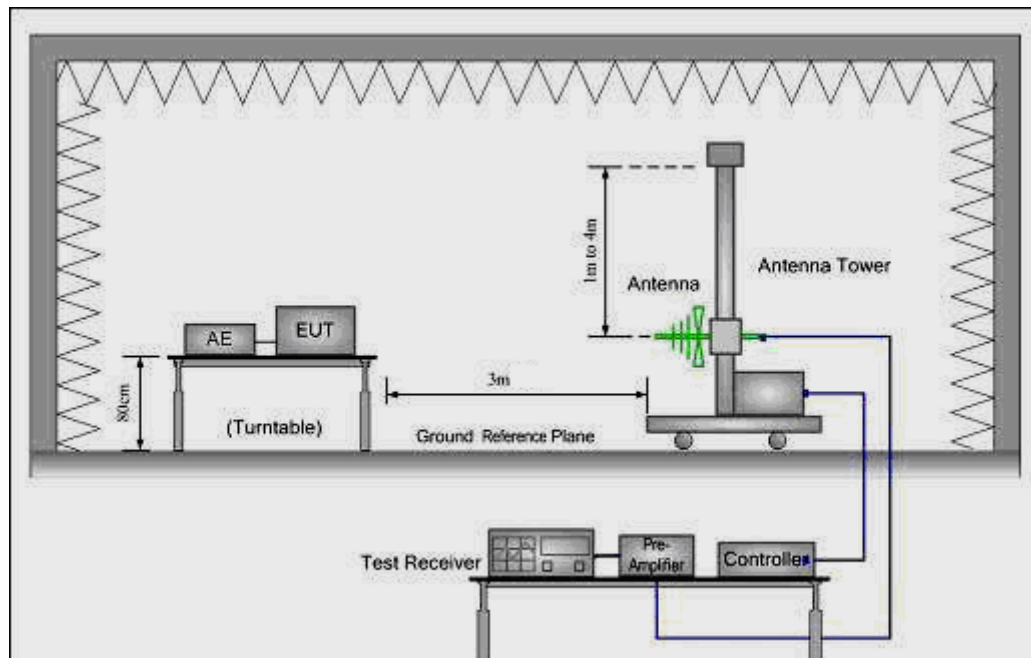 1m to 4m
Antenna
Antenna Tower
AE
EUT
80cm
(Turntable)
3m
Ground Reference Plane
Test Receiver
Pre-
Amplifier
Controller